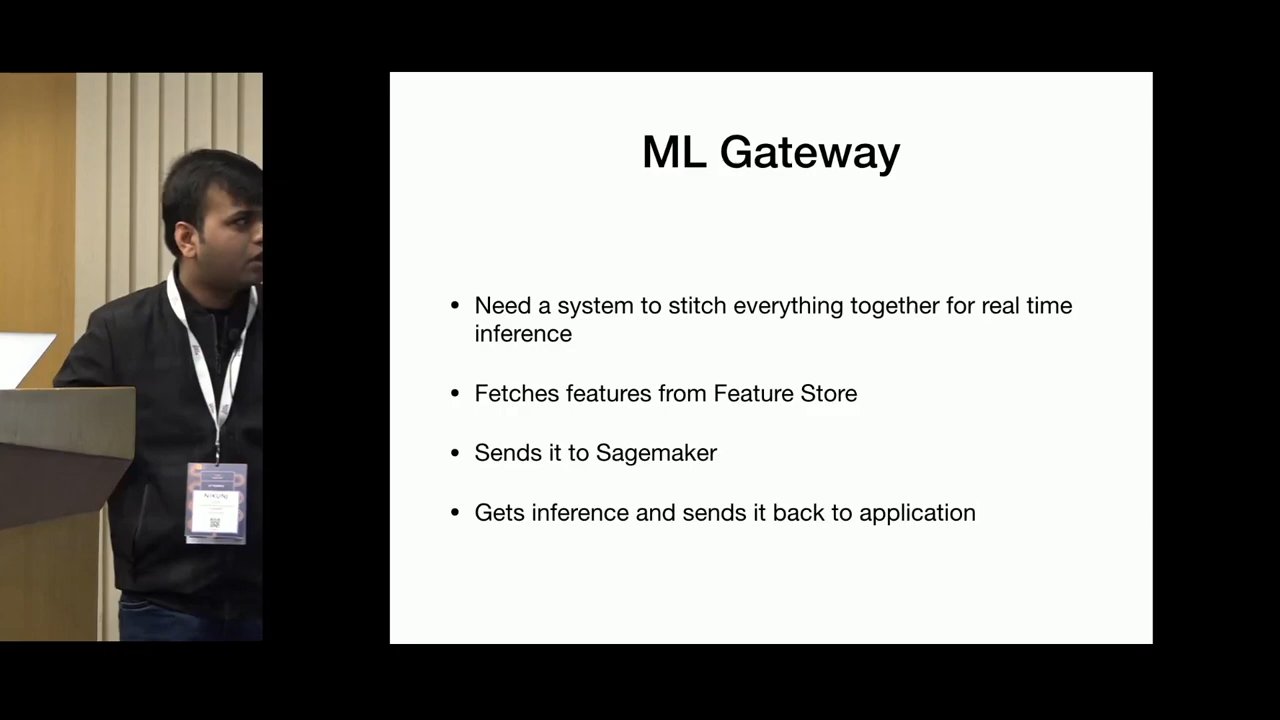 ML Gateway
• Need a system to stitch everything together for real time
inference
• Fetches features from Feature Store
• Sends it to Sagemaker
• Gets inference and sends it back to application
NIKUNJ